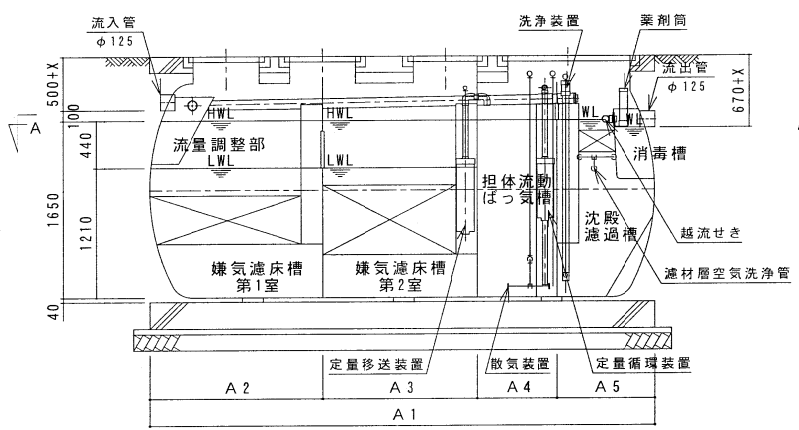 流入管
φ125
洗浄装置
薬剤筒
流出管
φ125
500+X
670+X
100
A
HWL
HWL
WL
WL
流量調整部
消毒槽
440
LWL
LWL
担体流動
ばっ気槽
沈殿
濾過槽
越流せき
1650
1210
嫌気濾床槽
第1室
嫌気濾床槽
第2室
濾材層空気洗浄管
40
定量移送装置
散気装置
定量循環装置
A2
A3
A4
A5
A1